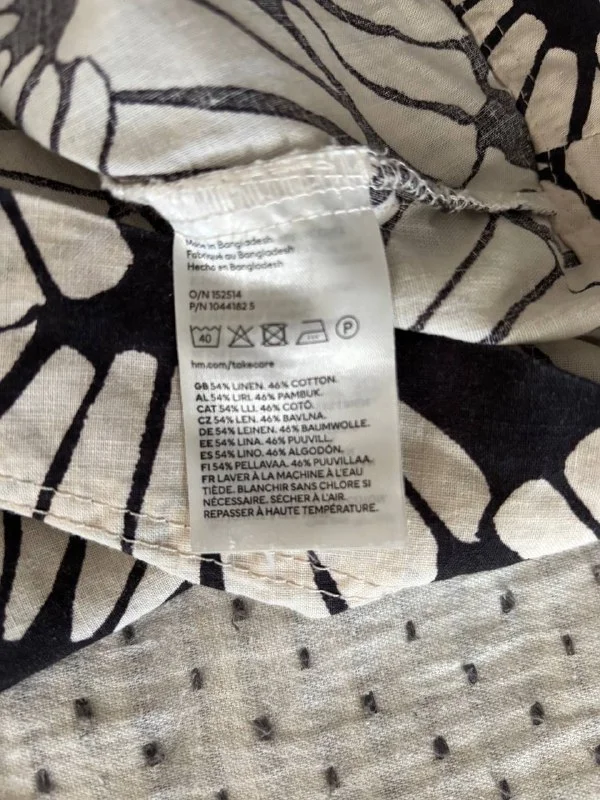 Made in Bangladesh
Fabriqué au Bangladesh
Hecho en Bangladesh
O/N 152514
P/N 1044182 S
40 P
hm.com/takecare
GB 54% LINEN. 46% COTTON.
AL 54% LIRI. 46% PAMBUK.
CAT 54% LLI. 46% COTÓ.
CZ 54% LEN. 46% BAVLNA.
DE 54% LEINEN. 46% BAUMWOLLE.
EE 54% LINA. 46% PUUVILL.
ES 54% LINO. 46% ALGODÓN.
FI 54% PELLAVAA. 46% PUUVILLAA.
FR LAVER À LA MACHINE À L'EAU
TIÈDE. BLANCHIR SANS CHLORE SI
NÉCESSAIRE. SÉCHER À L'AIR.
REPASSER À HAUTE TEMPÉRATURE.